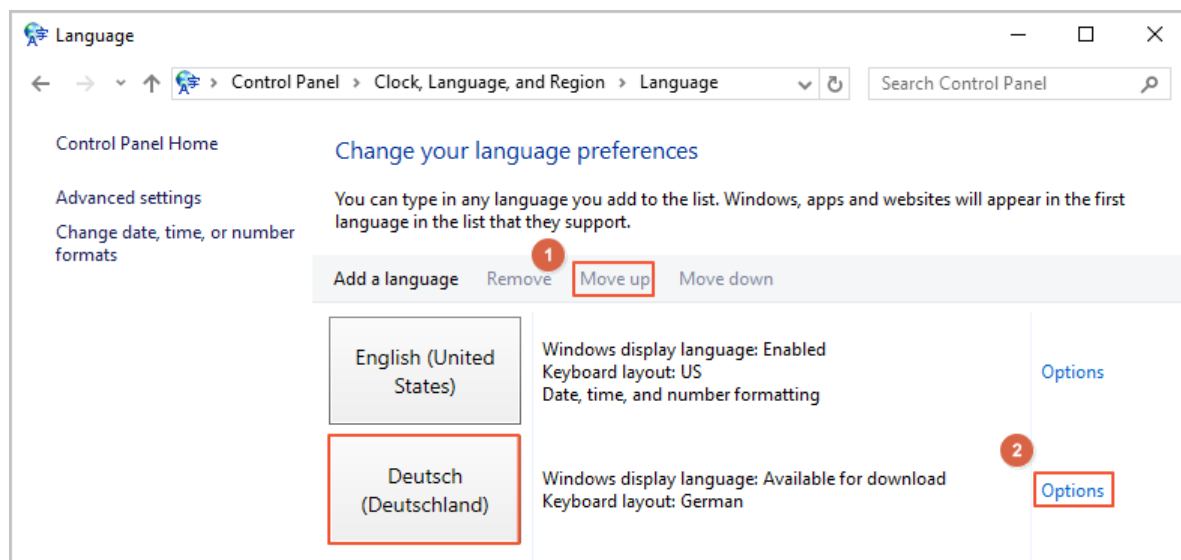 Language
Control Panel > Clock, Language, and Region > Language
Search Control Panel
Control Panel Home
Advanced settings
Change date, time, or number
formats
Change your language preferences
You can type in any language you add to the list. Windows, apps and websites will appear in the first
language in the list that they support.
1
Add a language Remove Move up Move down
English (United
States)
Windows display language: Enabled
Keyboard layout: US
Date, time, and number formatting
Options
2
Deutsch
(Deutschland)
Windows display language: Available for download
Keyboard layout: German
Options